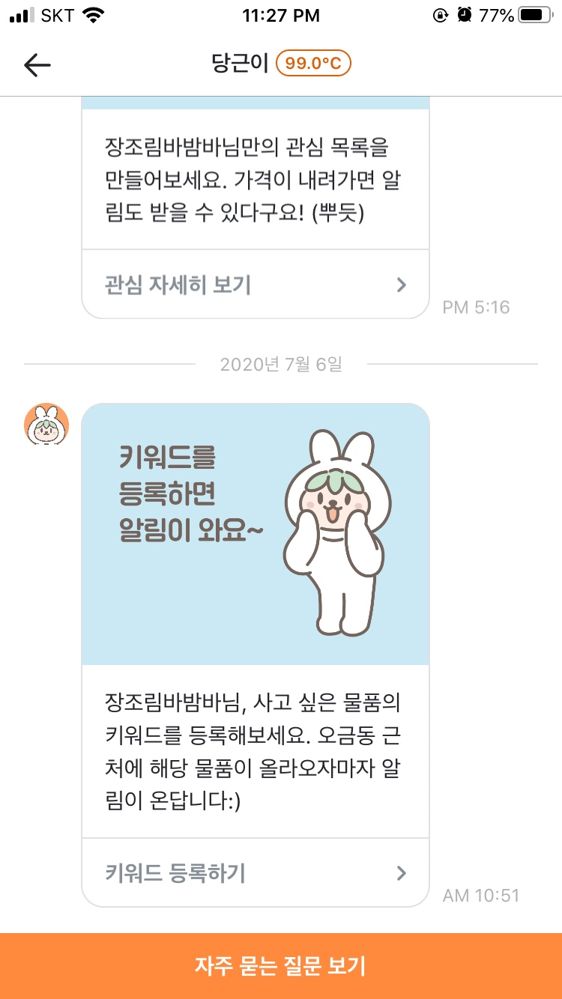 SKT 11:27 PM 77%
당근이 99.0°C
장조림바밤바님만의 관심 목록을
만들어보세요. 가격이 내려가면 알
림도 받을 수 있다구요! (뿌듯)
관심 자세히 보기
PM 5:16
2020년 7월 6일
키워드를
등록하면
알림이 와요~
장조림바밤바님, 사고 싶은 물품의
키워드를 등록해보세요. 오금동 근
처에 해당 물품이 올라오자마자 알
림이 온답니다:)
키워드 등록하기
AM 10:51
자주 묻는 질문 보기